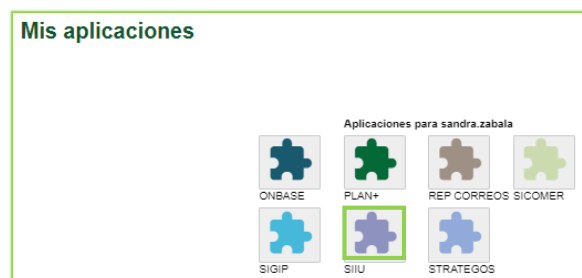 Mis aplicaciones
Aplicaciones para sandra.zabala
ONBASE PLAN+ REP CORREOS SICOMER
SIGIP SIIU STRATEGOS